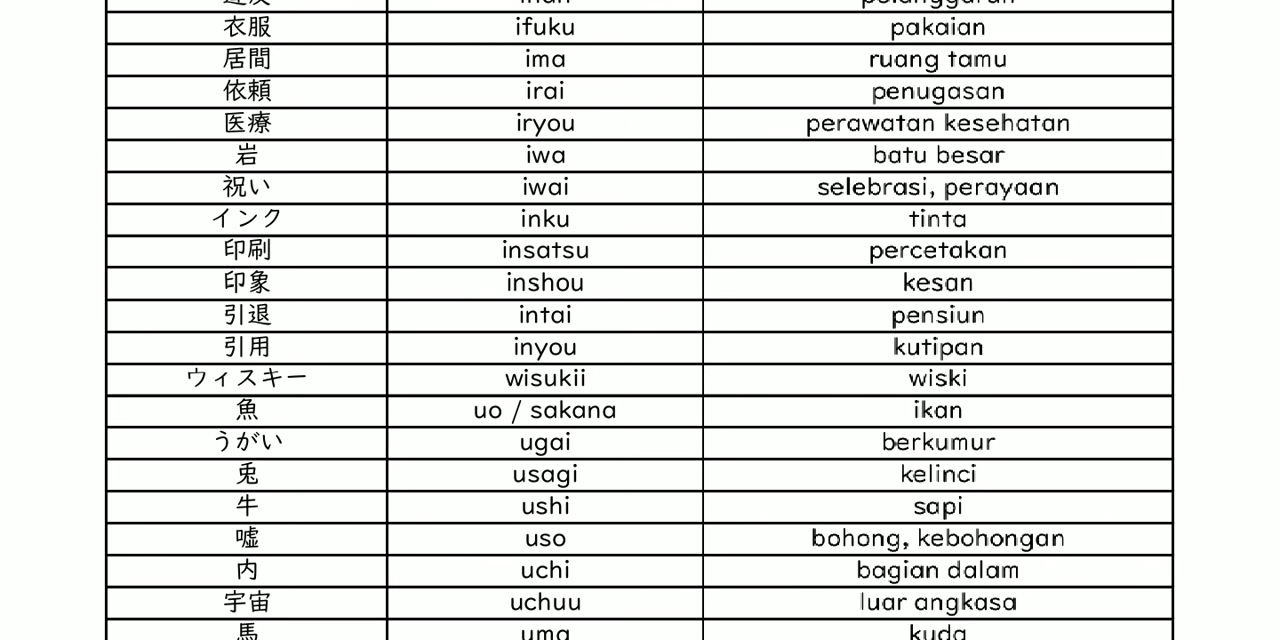 衣服 ifuku pakaian
居間 ima ruang tamu
依頼 irai penugasan
医療 iryou perawatan kesehatan
岩 iwa batu besar
祝い iwai selebrasi, perayaan
インク inku tinta
印刷 insatsu percetakan
印象 inshou kesan
引退 intai pensiun
引用 inyou kutipan
ウィスキー wisukii wiski
魚 uo / sakana ikan
うがい ugai berkumur
兎 usagi kelinci
牛 ushi sapi
嘘 uso bohong, kebohongan
内 uchi bagian dalam
宇宙 uchuu luar angkasa
馬 uma kuda